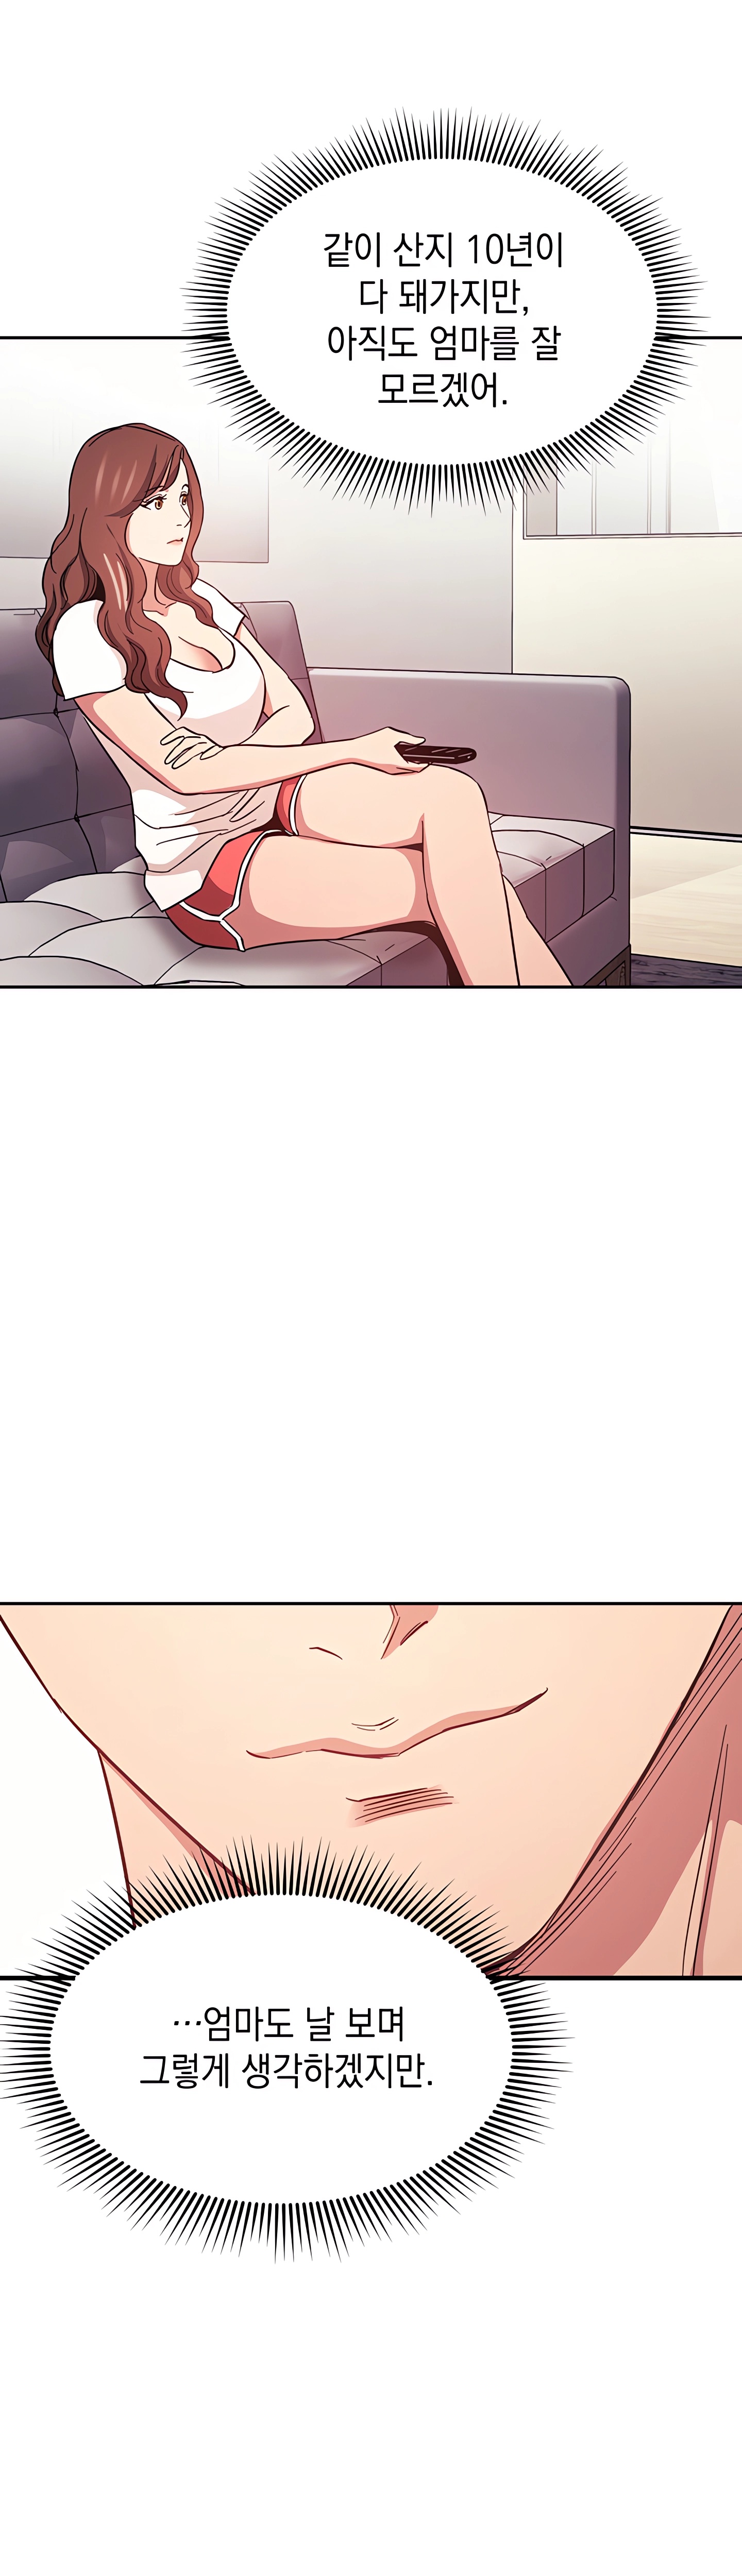 같이 산지 10년이
다 돼가지만,
아직도 엄마를 잘
모르겠어.
…엄마도 날 보며
그렇게 생각하겠지만.